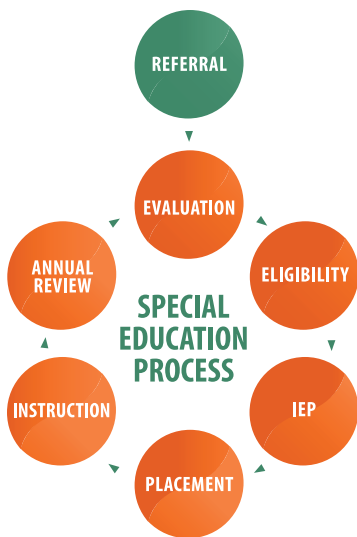 REFERRAL
EVALUATION
ELIGIBILITY
IEP
PLACEMENT
INSTRUCTION
ANNUAL
REVIEW
SPECIAL
EDUCATION
PROCESS